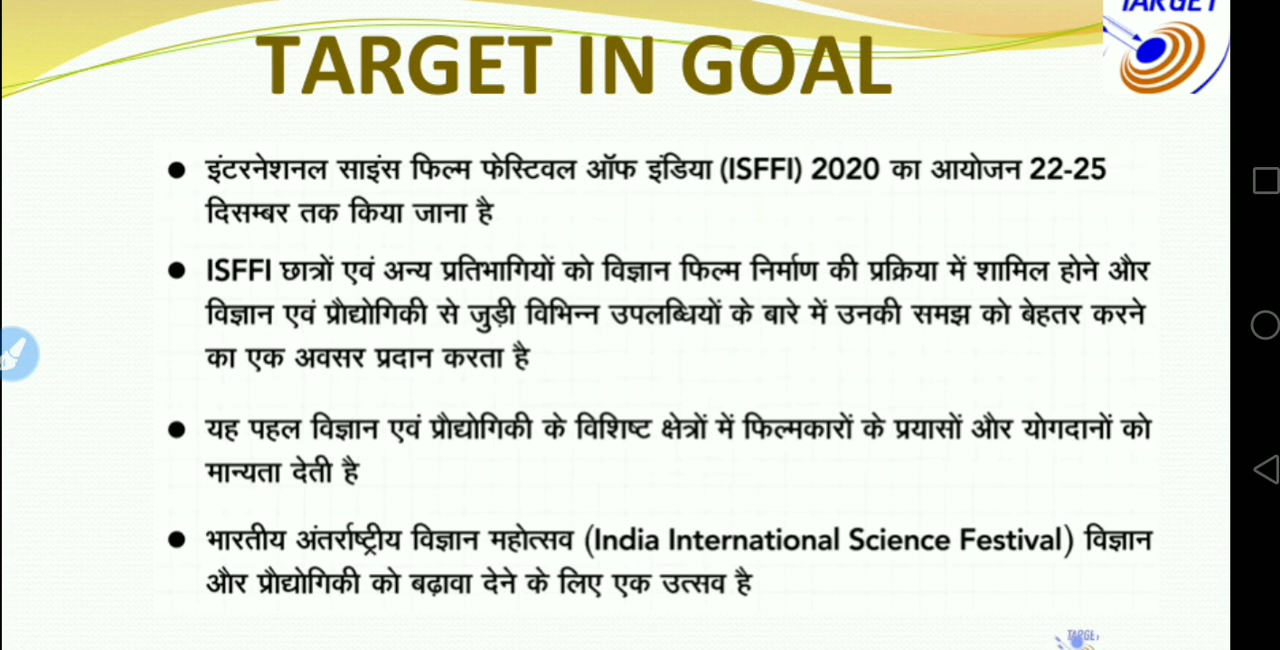 TARGET
TARGET IN GOAL
● इंटरनेशनल साइंस फिल्म फेस्टिवल ऑफ इंडिया (ISFFI) 2020 का आयोजन 22-25
दिसम्बर तक किया जाना है
● ISFFI छात्रों एवं अन्य प्रतिभागियों को विज्ञान फिल्म निर्माण की प्रक्रिया में शामिल होने और
विज्ञान एवं प्रौद्योगिकी से जुड़ी विभिन्न उपलब्धियों के बारे में उनकी समझ को बेहतर करने
का एक अवसर प्रदान करता है
● यह पहल विज्ञान एवं प्रौद्योगिकी के विशिष्ट क्षेत्रों में फिल्मकारों के प्रयासों और योगदानों को
मान्यता देती है
● भारतीय अंतर्राष्ट्रीय विज्ञान महोत्सव (India International Science Festival) विज्ञान
और प्रौद्योगिकी को बढ़ावा देने के लिए एक उत्सव है
TARGET